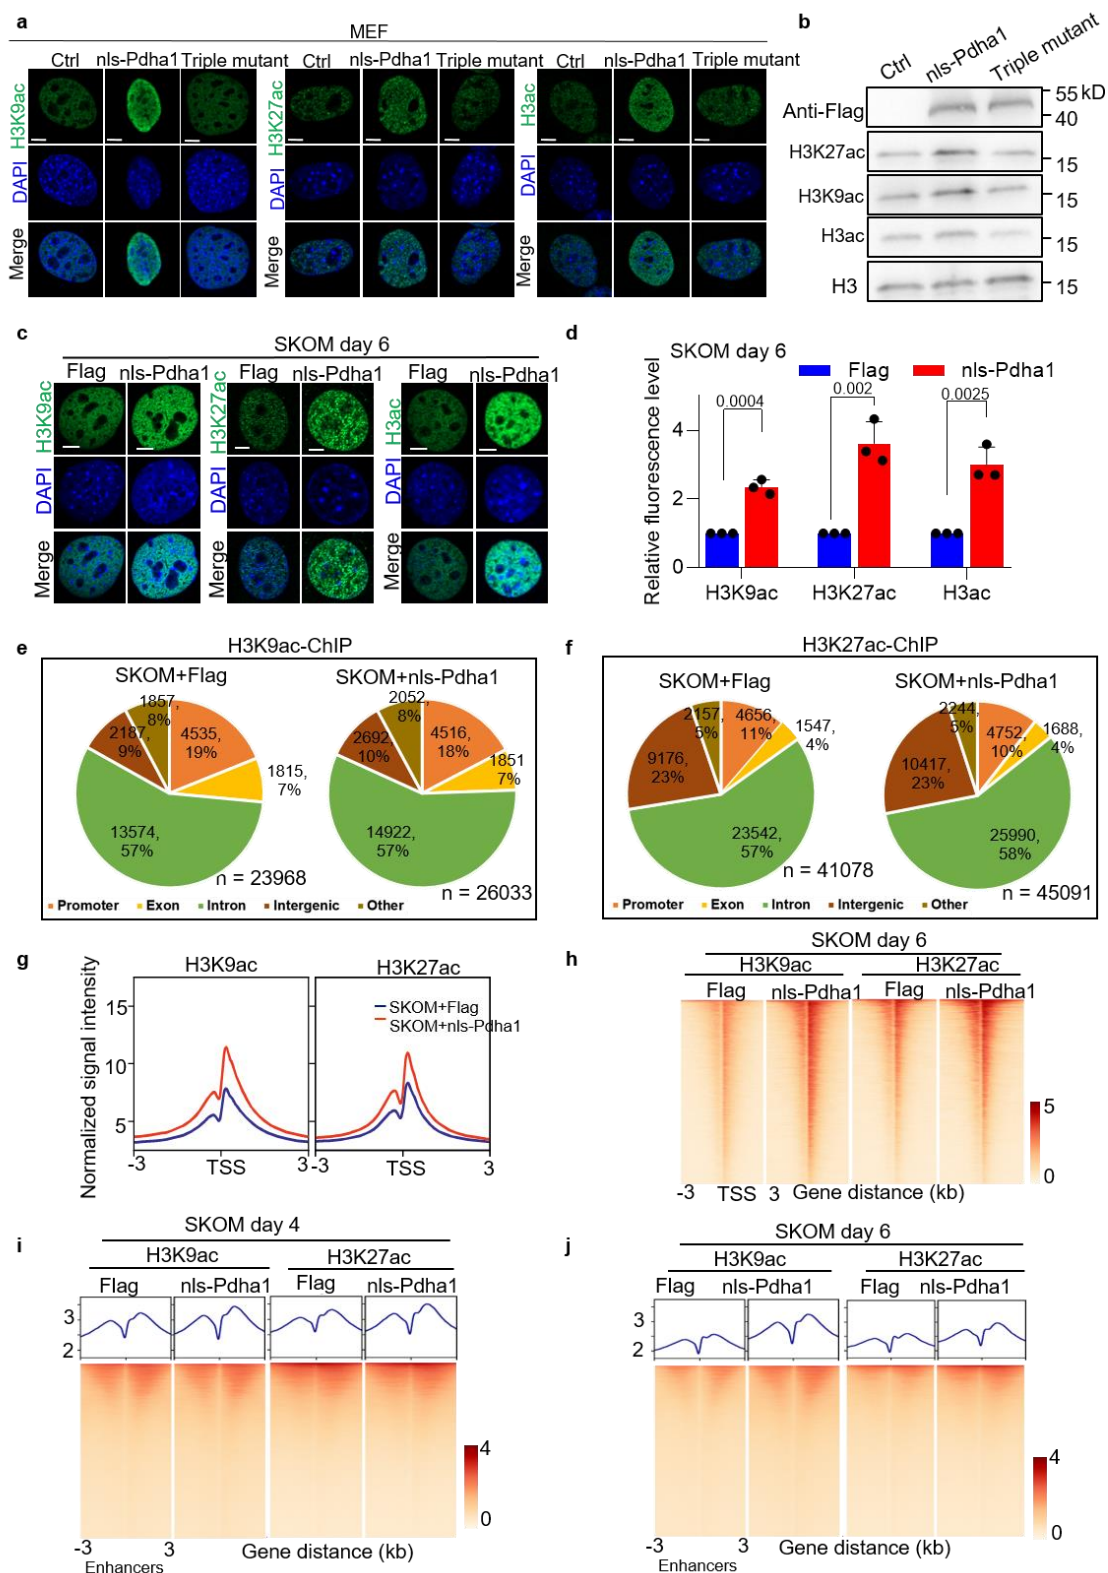 a
MEF
Ctrl nls-Pdha1 Triple mutant Ctrl nls-Pdha1 Triple mutant Ctrl nls-Pdha1 Triple mutant
H3K9ac
H3K27ac
H3ac
DAPI
DAPI
DAPI
Merge
Merge
Merge
b
Ctrl nls-Pdha1 Triple mutant
Anti-Flag
55 kD
40
H3K27ac
15
H3K9ac
15
H3ac
15
H3
15
c
SKOM day 6
Flag nls-Pdha1 Flag nls-Pdha1 Flag nls-Pdha1
H3K9ac
H3K27ac
H3ac
DAPI
DAPI
DAPI
Merge
Merge
Merge
d
SKOM day 6
Flag nls-Pdha1
0.0004
0.002
0.0025
Relative fluorescence level
4
2
0
H3K9ac H3K27ac H3ac
e
H3K9ac-ChIP
SKOM+Flag
1857,
8%
4535,
19%
2187,
9%
1815,
7%
13574,
57%
n = 23968
SKOM+nls-Pdha1
2052,
8%
4516,
18%
2692,
10%
1851
7%
14922,
57%
n = 26033
Promoter Exon Intron Intergenic Other
f
H3K27ac-ChIP
SKOM+Flag
2157,
5%
4656,
11%
1547,
4%
9176,
23%
23542,
57%
n = 41078
SKOM+nls-Pdha1
2244,
5%
4752,
10%
1688,
4%
10417,
23%
25990,
58%
n = 45091
Promoter Exon Intron Intergenic Other
g
H3K9ac H3K27ac
Normalized signal intensity
15
10
5
SKOM+Flag
SKOM+nls-Pdha1
-3 TSS 3 -3 TSS 3
h
SKOM day 6
H3K9ac H3K27ac
Flag nls-Pdha1 Flag nls-Pdha1
5
0
-3 TSS 3 Gene distance (kb)
i
SKOM day 4
H3K9ac H3K27ac
Flag nls-Pdha1 Flag nls-Pdha1
3
2
4
0
-3 3 Gene distance (kb)
Enhancers
j
SKOM day 6
H3K9ac H3K27ac
Flag nls-Pdha1 Flag nls-Pdha1
3
2
4
0
-3 3 Gene distance (kb)
Enhancers